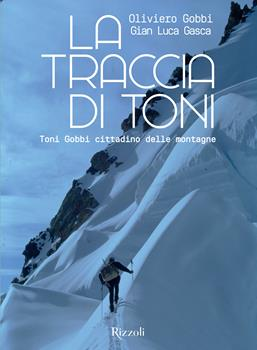 Oliviero Gobbi
Gian Luca Gasca
LA
TRACCIA
DI TONI
Toni Gobbi cittadino delle montagne
Rizzoli